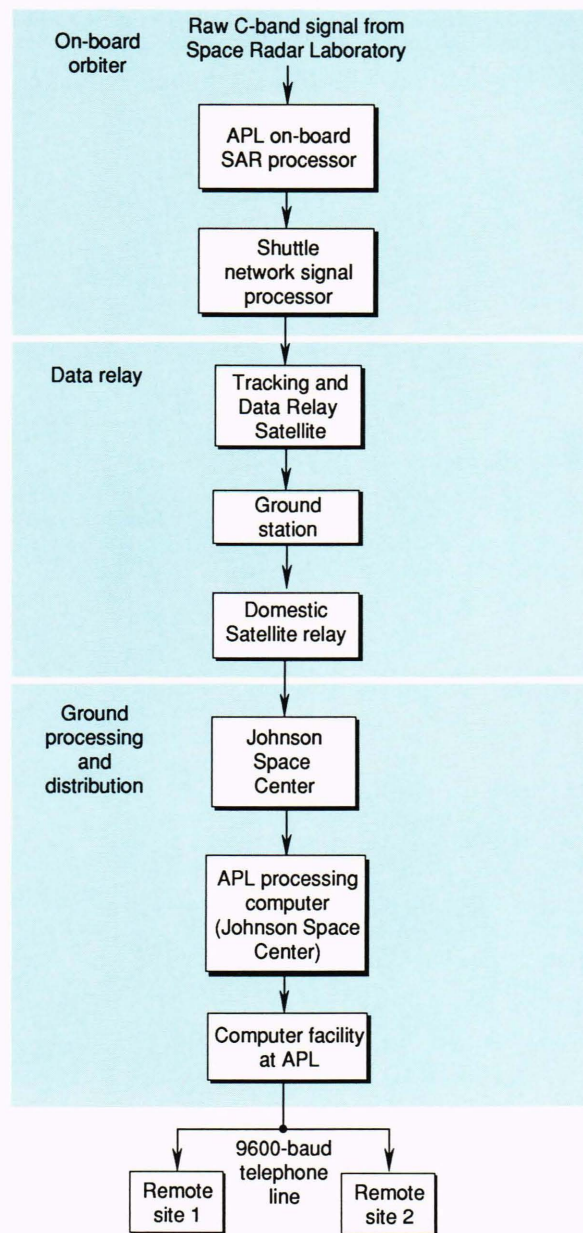 On-board
orbiter
Raw C-band signal from
Space Radar Laboratory
APL on-board
SAR processor
Shuttle
network signal
processor
Data relay
Tracking and
Data Relay
Satellite
Ground
station
Domestic
Satellite relay
Ground
processing
and
distribution
Johnson
Space
Center
APL processing
computer
(Johnson Space
Center)
Computer facility
at APL
9600-baud
telephone
line
Remote
site 1
Remote
site 2